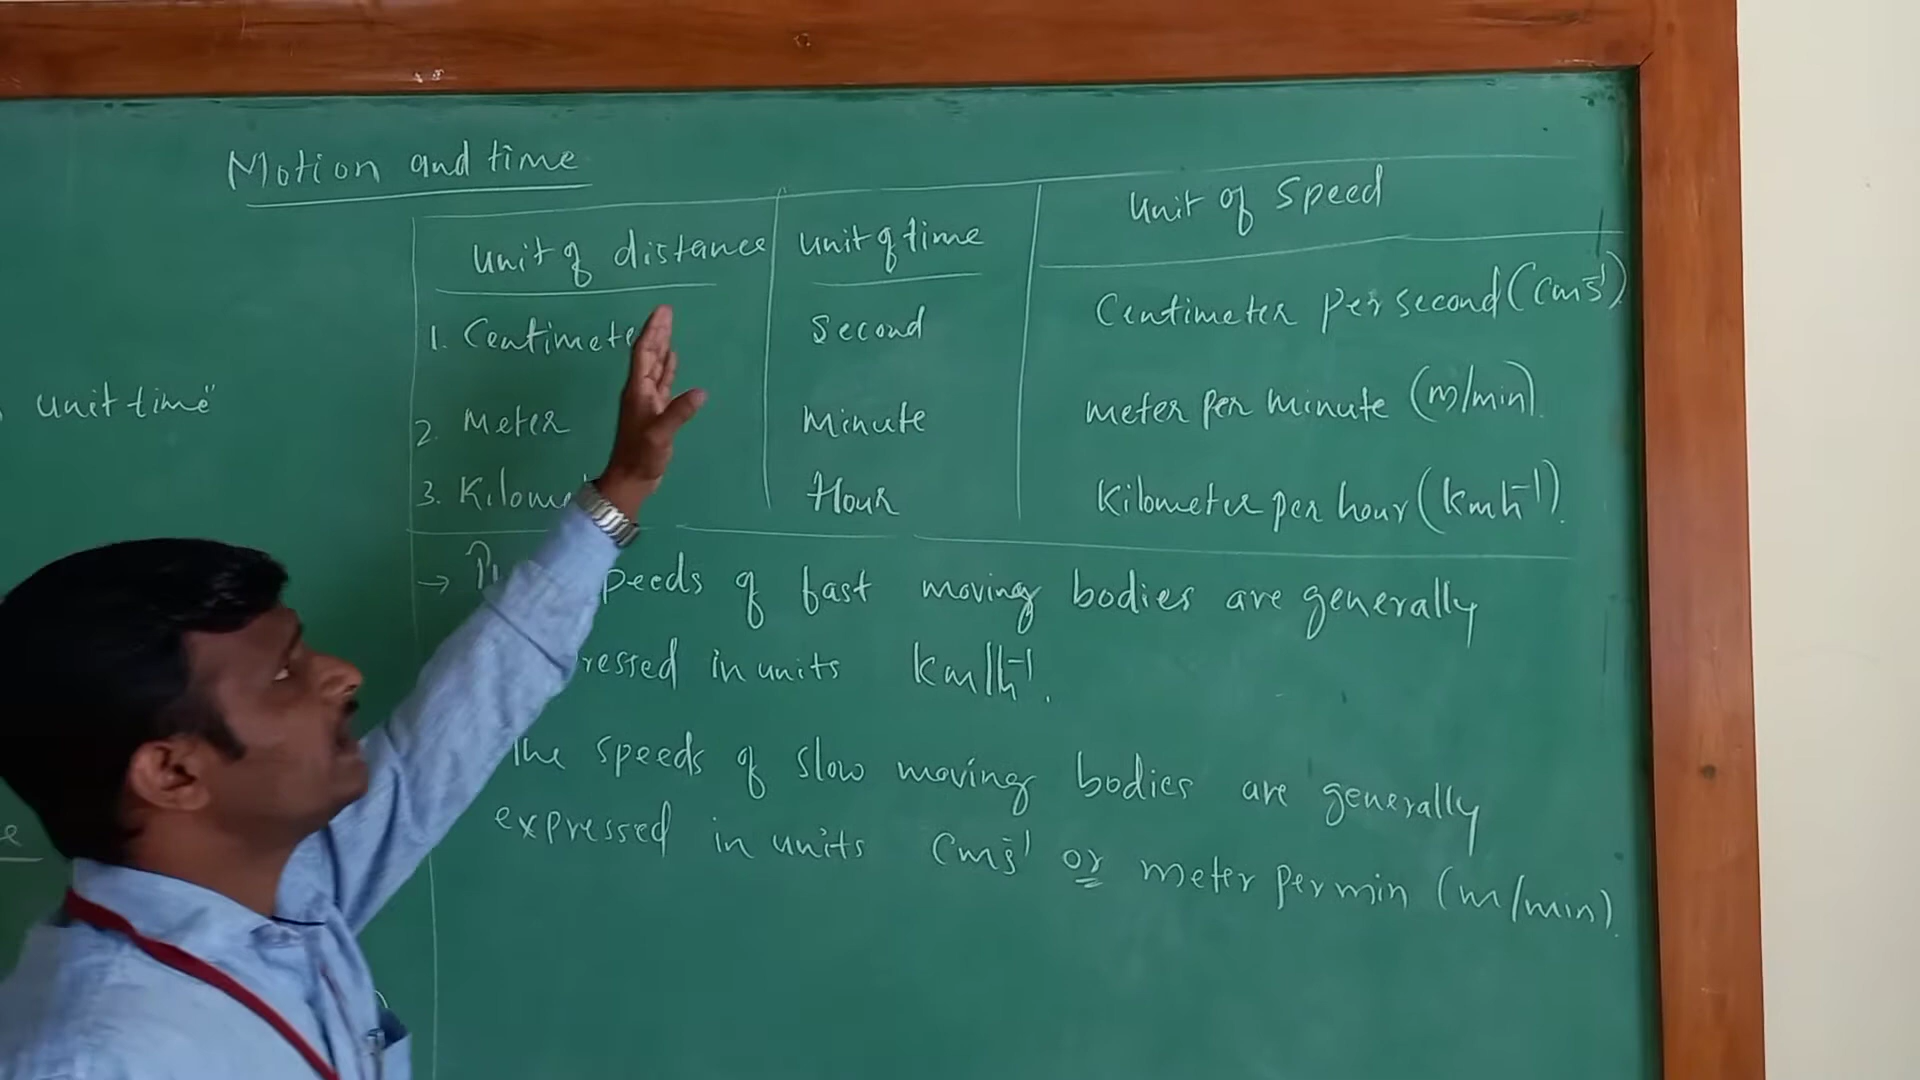 Motion and time
unit of distance unit of time unit of speed
1. Centimete second Centimeter per second (cms⁻¹)
unit time"
2. Meter Minute meter per minute (m/min).
3. Kilomet Hour Kilometer per hour (kmh⁻¹).
→ peeds of fast moving bodies are generally
ressed in units km/h⁻¹.
The speeds of slow moving bodies are generally
expressed in units cms⁻¹ or meter per min (m/min).